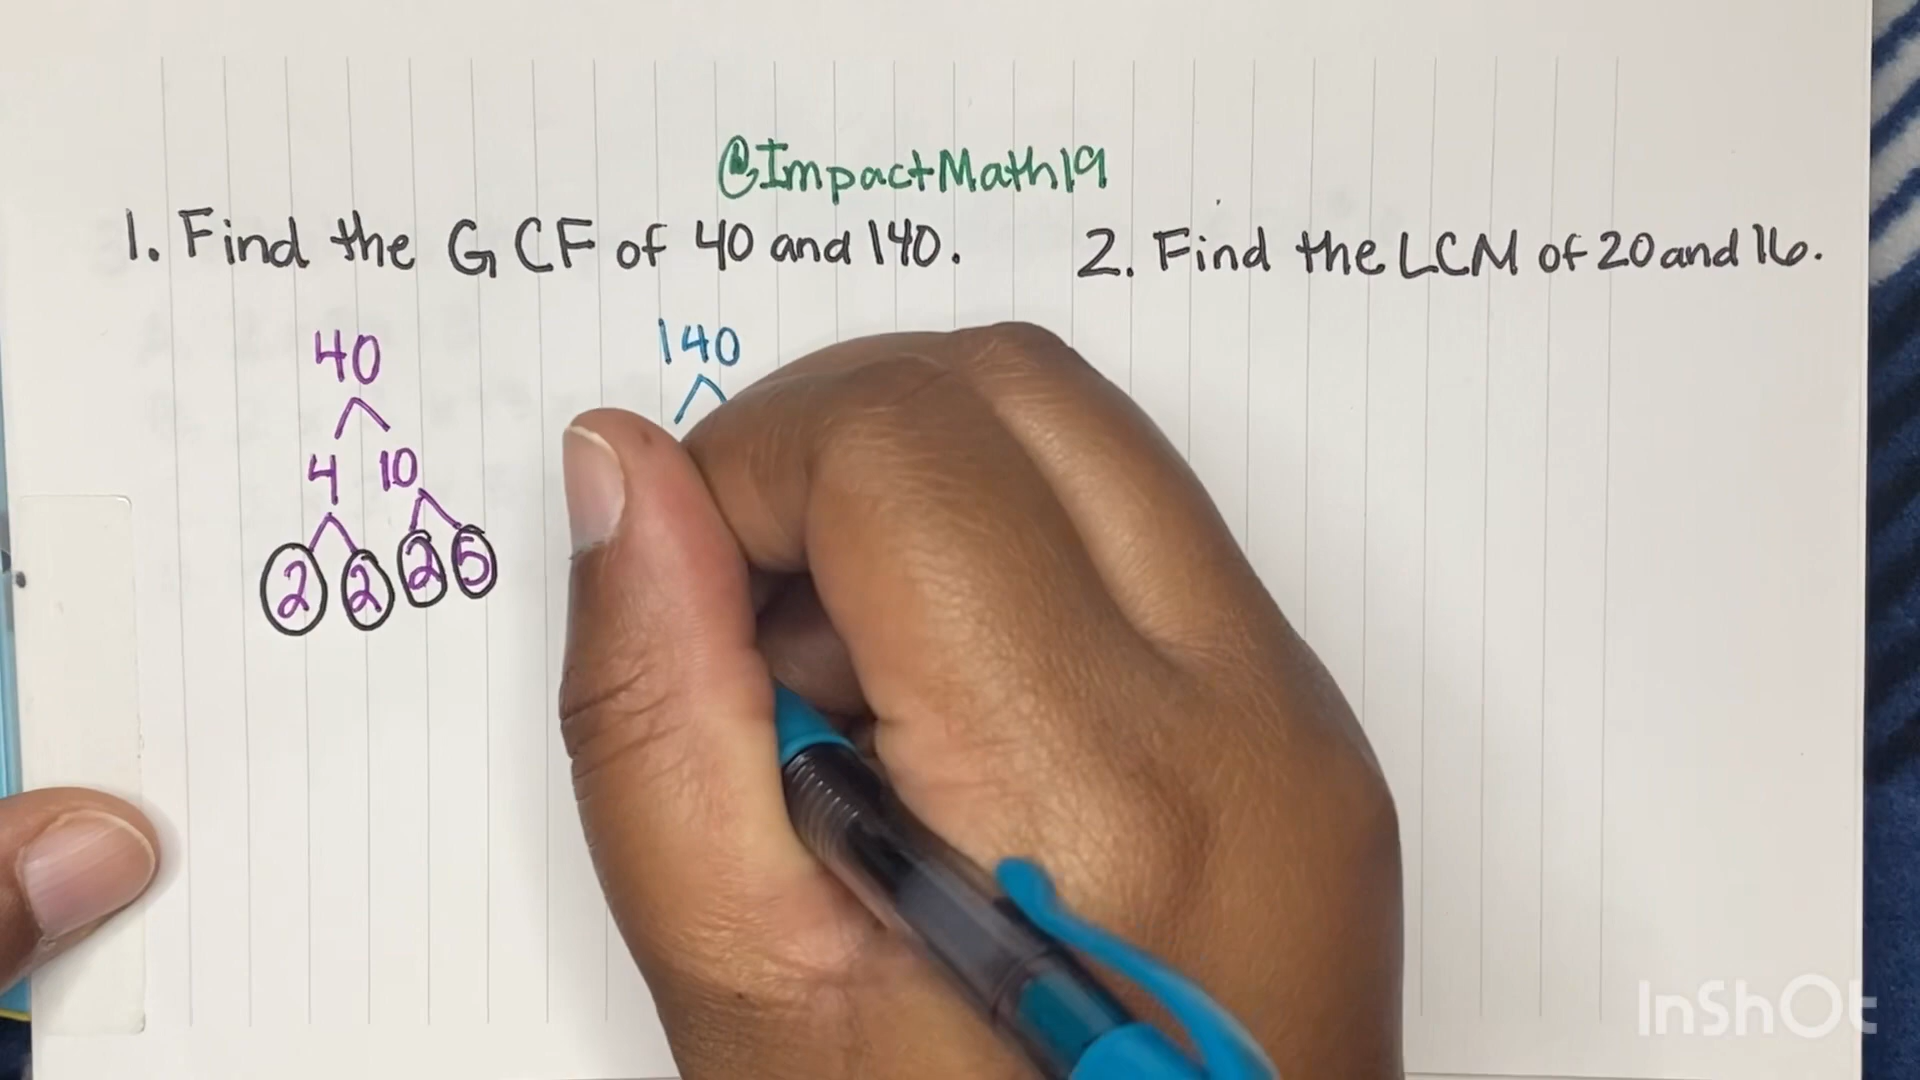 @ImpactMath19
1. Find the GCF of 40 and 140.
2. Find the LCM of 20 and 16.
40
140
4 10
2 2 2 5
InShOt